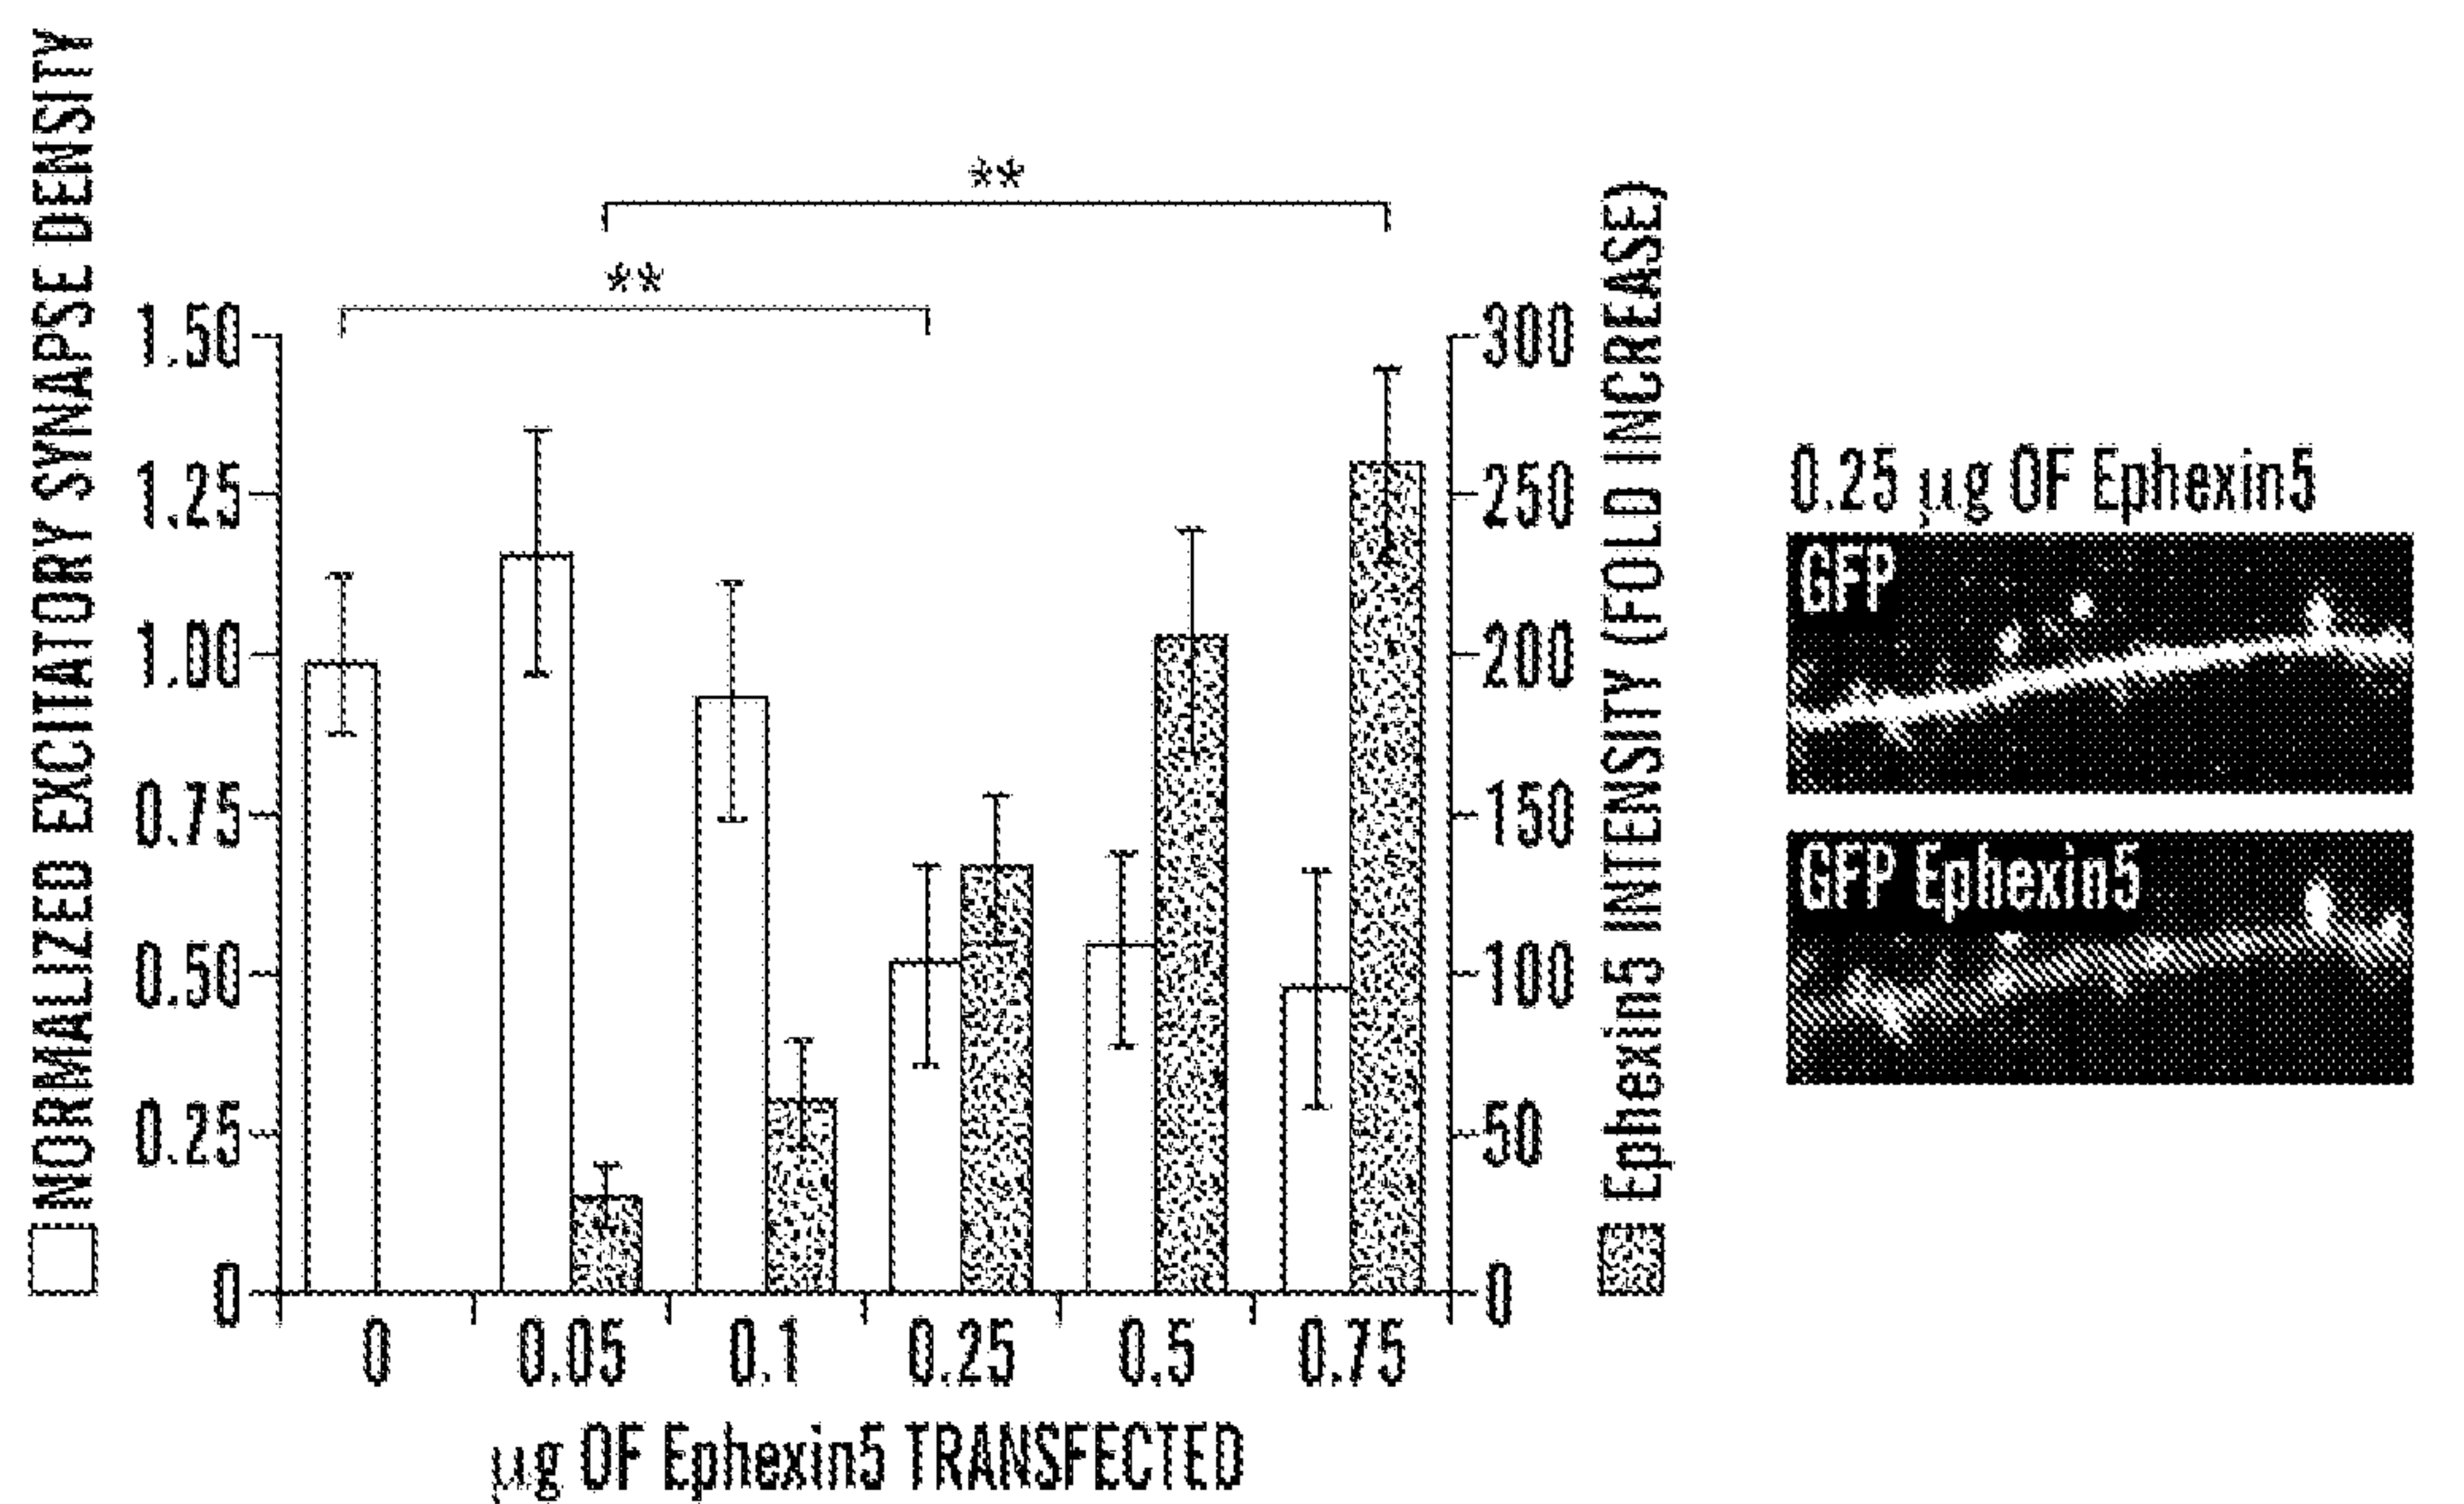 NORMALIZED EXCITATORY SYNAPSE DENSITY
1.50
1.25
1.00
0.75
0.50
0.25
0
**
**
300
250
200
150
100
50
0
Ephexin5 INTENSITY (FOLD INCREASE)
0 0.05 0.1 0.25 0.5 0.75
µg OF Ephexin5 TRANSFECTED
0.25 µg OF Ephexin5
GFP
GFP Ephexin5